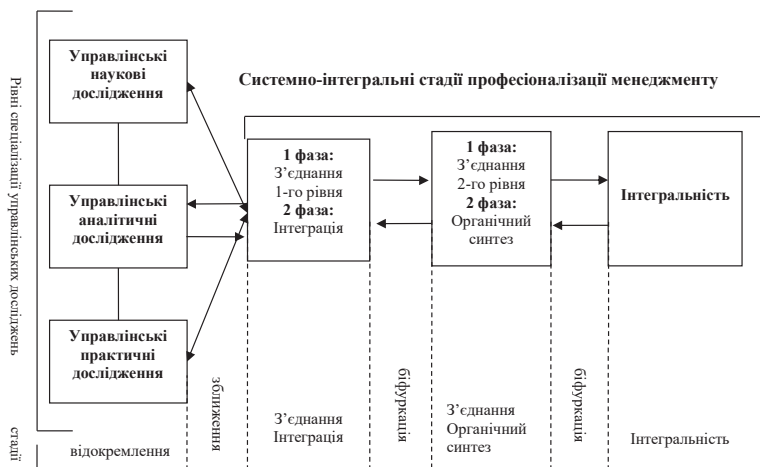 Рівні спеціалізації управлінських досліджень
Управлінські
наукові
дослідження
Управлінські
аналітичні
дослідження
Управлінські
практичні
дослідження
Системно-інтегральні стадії професіоналізації менеджменту
1 фаза:
З’єднання
1-го рівня
2 фаза:
Інтеграція
1 фаза:
З’єднання
2-го рівня
2 фаза:
Органічний
синтез
Інтегральність
стадії
відокремлення
зближення
З’єднання
Інтеграція
біфуркація
З’єднання
Органічний
синтез
біфуркація
Інтегральність